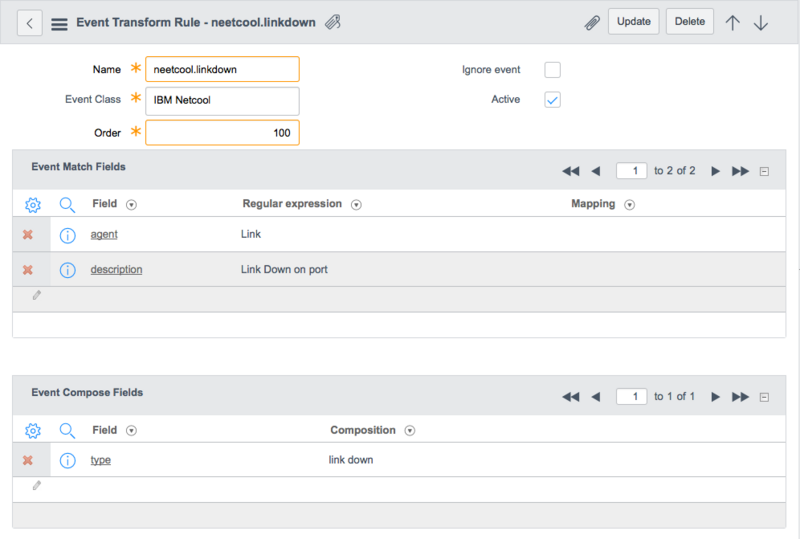 Event Transform Rule - neetcool.linkdown
Update
Delete
Name neetcool.linkdown
Ignore event
Event Class IBM Netcool
Active
Order 100
Event Match Fields
1 to 2 of 2
Field Regular expression Mapping
agent Link
description Link Down on port
Event Compose Fields
1 to 1 of 1
Field Composition
type link down